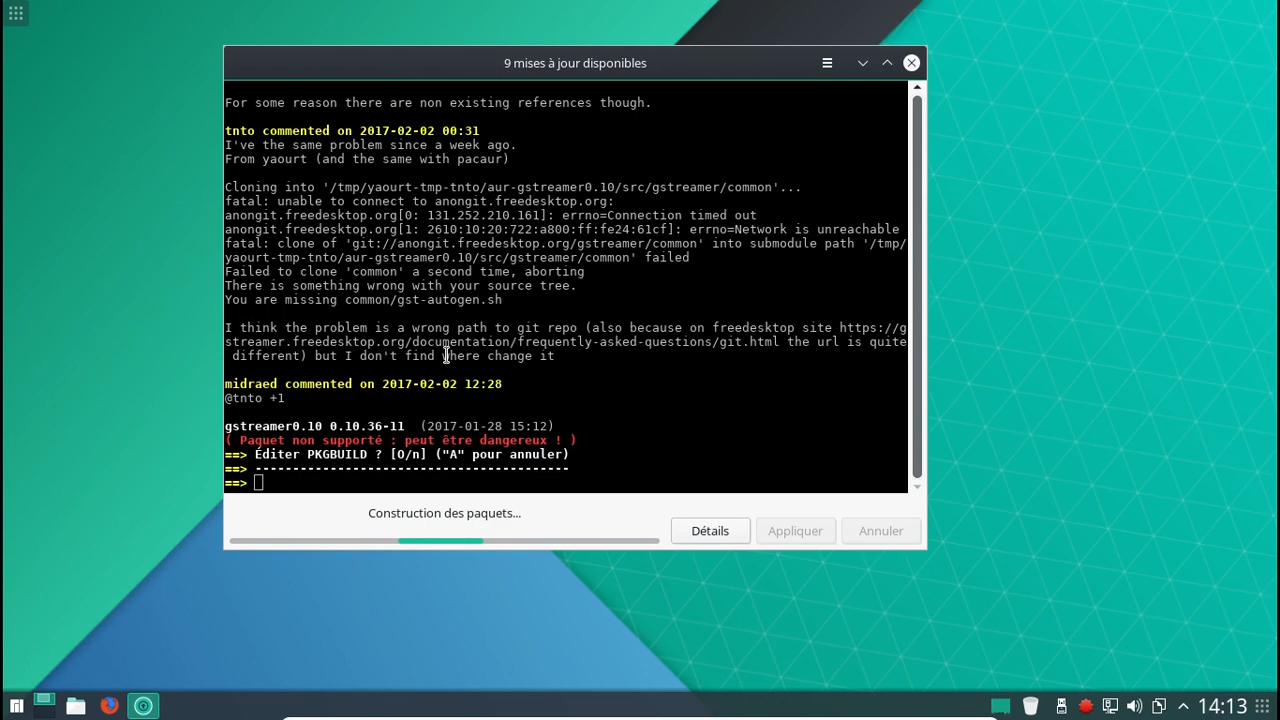 9 mises à jour disponibles
For some reason there are non existing references though.
tnto commented on 2017-02-02 00:31
I've the same problem since a week ago.
From yaourt (and the same with pacaur)
Cloning into '/tmp/yaourt-tmp-tnto/aur-gstreamer0.10/src/gstreamer/common'...
fatal: unable to connect to anongit.freedesktop.org:
anongit.freedesktop.org[0: 131.252.210.161]: errno=Connection timed out
anongit.freedesktop.org[1: 2610:10:20:722:a800:ff:fe24:61cf]: errno=Network is unreachable
fatal: clone of 'git://anongit.freedesktop.org/gstreamer/common' into submodule path '/tmp/
yaourt-tmp-tnto/aur-gstreamer0.10/src/gstreamer/common' failed
Failed to clone 'common' a second time, aborting
There is something wrong with your source tree.
You are missing common/gst-autogen.sh
I think the problem is a wrong path to git repo (also because on freedesktop site https://g
streamer.freedesktop.org/documentation/frequently-asked-questions/git.html the url is quite
different) but I don't find where change it
midraed commented on 2017-02-02 12:28
@tnto +1
gstreamer0.10 0.10.36-11 (2017-01-28 15:12)
( Paquet non supporté : peut être dangereux ! )
==> Éditer PKGBUILD ? [O/n] ("A" pour annuler)
==> ------------------------------------------
==>
Construction des paquets...
Détails
Appliquer
Annuler
14:13